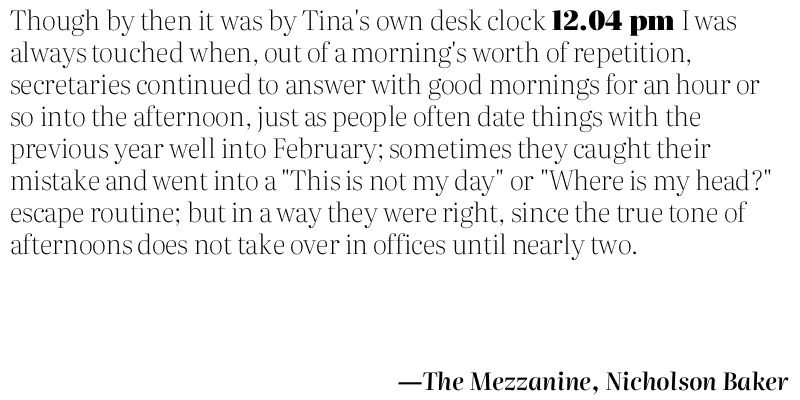 Though by then it was by Tina's own desk clock 12.04 pm I was
always touched when, out of a morning's worth of repetition,
secretaries continued to answer with good mornings for an hour or
so into the afternoon, just as people often date things with the
previous year well into February; sometimes they caught their
mistake and went into a "This is not my day" or "Where is my head?"
escape routine; but in a way they were right, since the true tone of
afternoons does not take over in offices until nearly two.
—The Mezzanine, Nicholson Baker